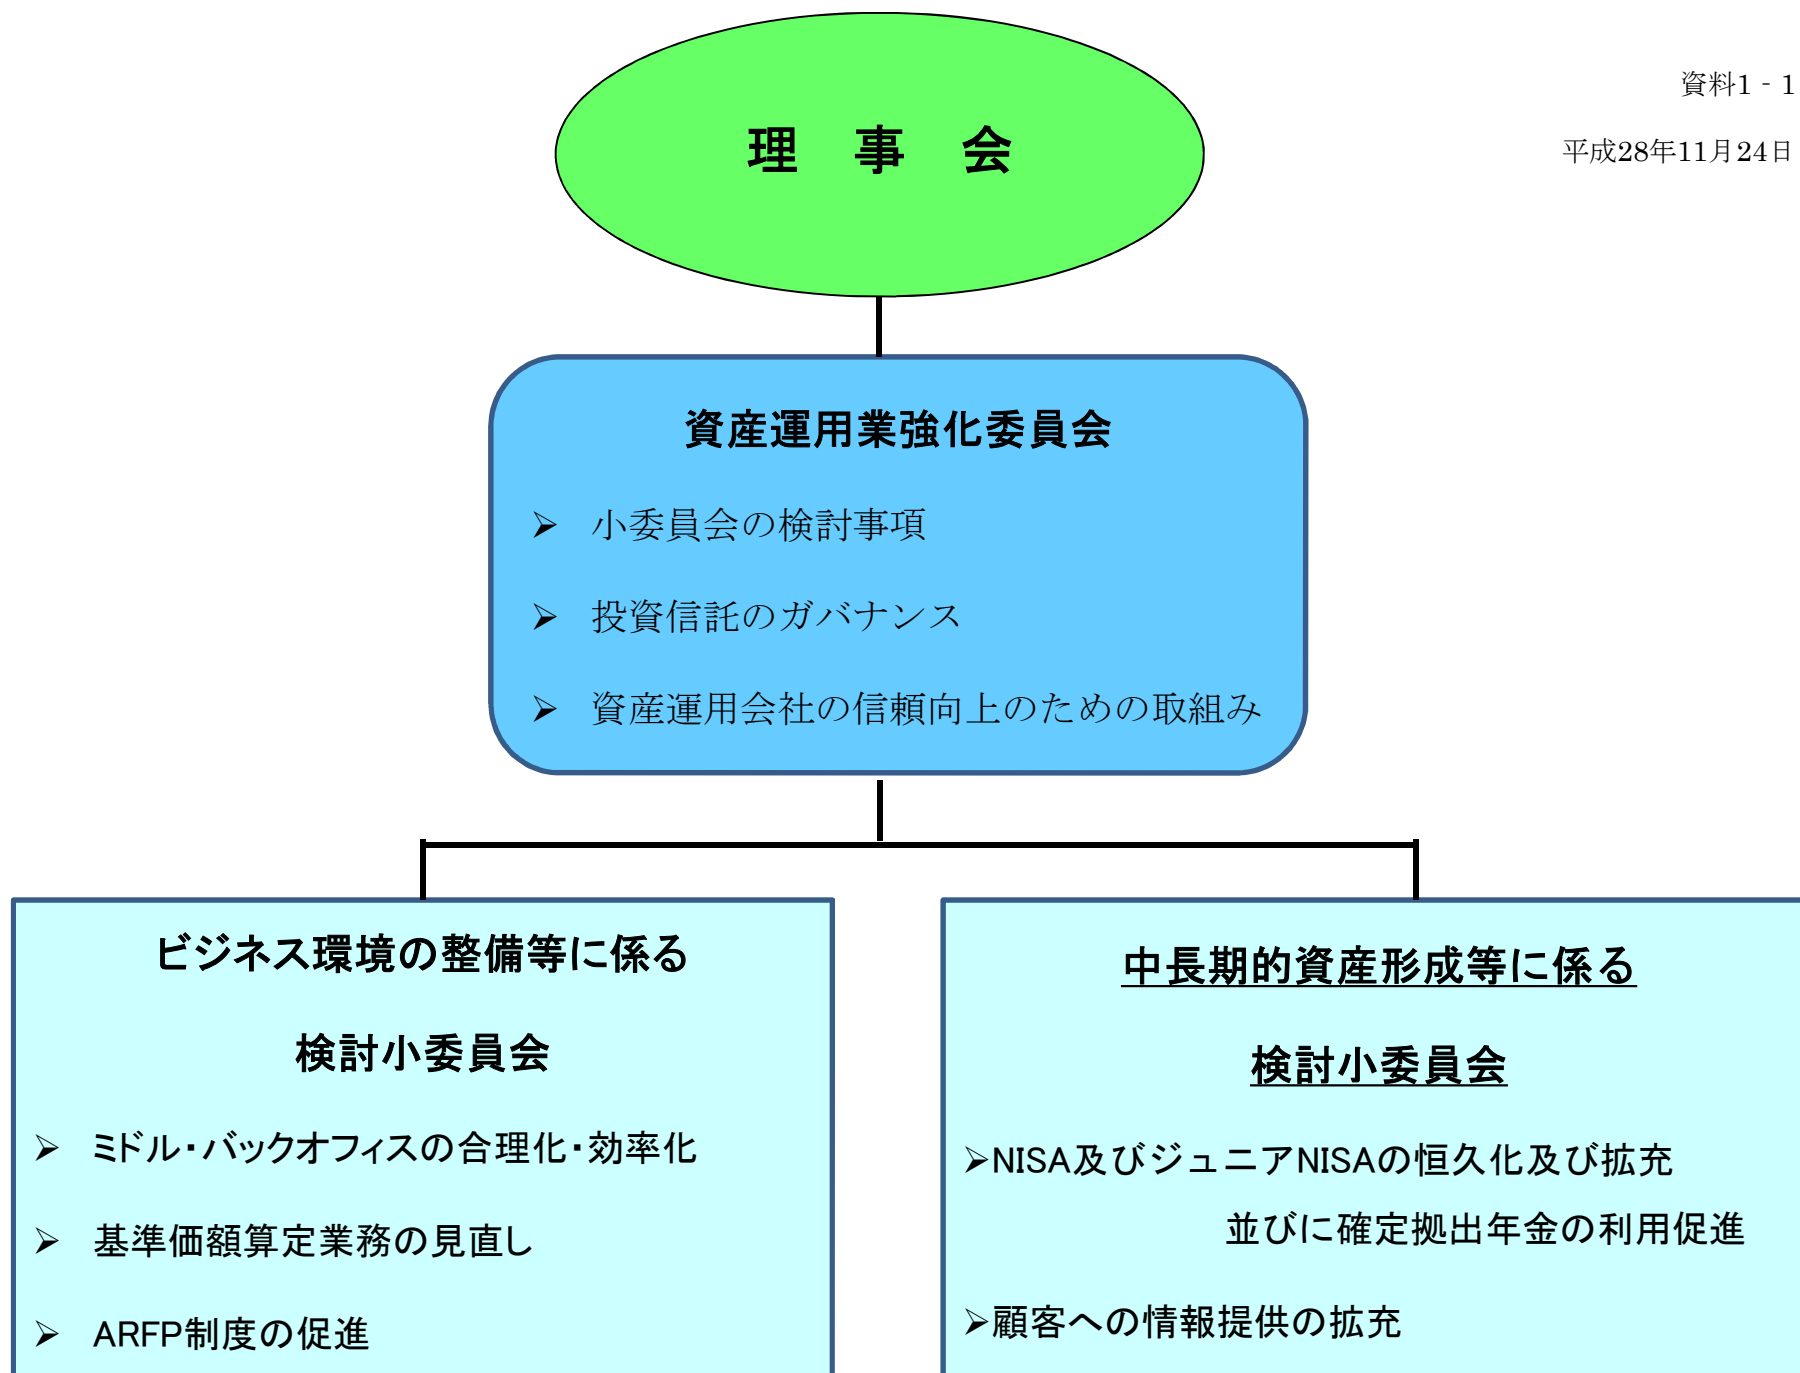 資料1‐1
平成28年11月24日
理　事　会
資産運用業強化委員会
➢ 小委員会の検討事項
➢ 投資信託のガバナンス
➢ 資産運用会社の信頼向上のための取組み
ビジネス環境の整備等に係る
検討小委員会
➢ ミドル・バックオフィスの合理化・効率化
➢ 基準価額算定業務の見直し
➢ ARFP制度の促進
中長期的資産形成等に係る
検討小委員会
➢NISA及びジュニアNISAの恒久化及び拡充
並びに確定拠出年金の利用促進
➢顧客への情報提供の拡充